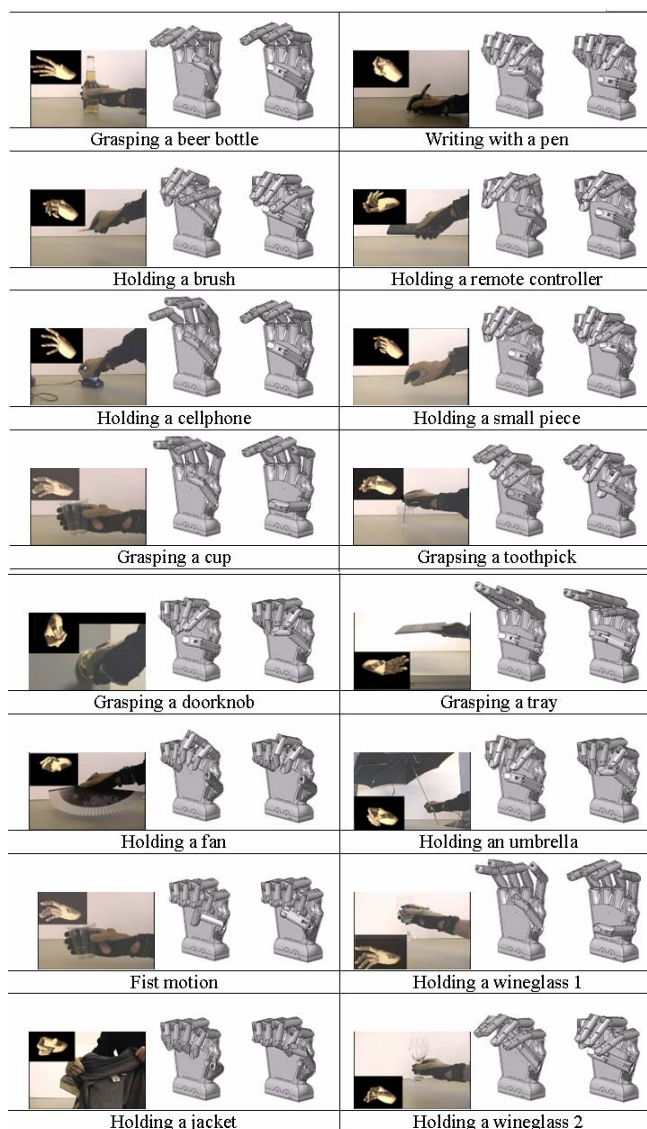 Grasping a beer bottle
Writing with a pen
Holding a brush
Holding a remote controller
Holding a cellphone
Holding a small piece
Grasping a cup
Grapsing a toothpick
Grasping a doorknob
Grasping a tray
Holding a fan
Holding an umbrella
Fist motion
Holding a wineglass 1
Holding a jacket
Holding a wineglass 2